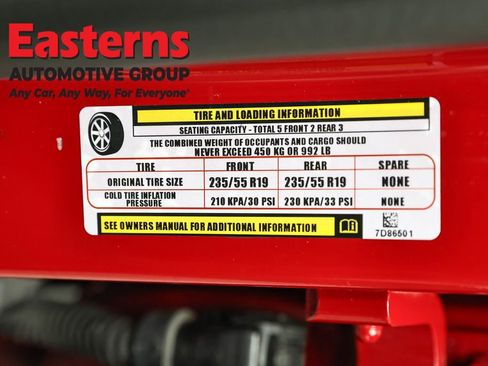 Easterns
AUTOMOTIVE GROUP
Any Car, Any Way, For Everyone
TIRE AND LOADING INFORMATION
SEATING CAPACITY - TOTAL 5 FRONT 2 REAR 3
THE COMBINED WEIGHT OF OCCUPANTS AND CARGO SHOULD
NEVER EXCEED 450 KG OR 992 LB
TIRE FRONT REAR SPARE
ORIGINAL TIRE SIZE 235/55 R19 235/55 R19 NONE
COLD TIRE INFLATION
PRESSURE 210 KPA/30 PSI 230 KPA/33 PSI NONE
SEE OWNERS MANUAL FOR ADDITIONAL INFORMATION
7D86501